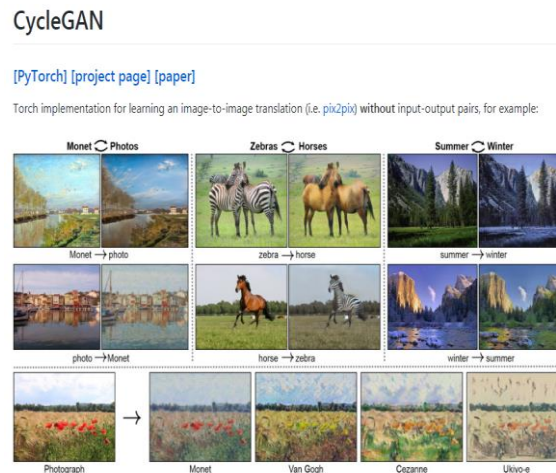 CycleGAN
[PyTorch] [project page] [paper]
Torch implementation for learning an image-to-image translation (i.e. pix2pix) without input-output pairs, for example:
Monet Photos Zebras Horses Summer Winter
Monet → photo zebra → horse summer → winter
photo → Monet horse → zebra winter → summer
→
Photograph Monet Van Gogh Cezanne Ukiyo-e